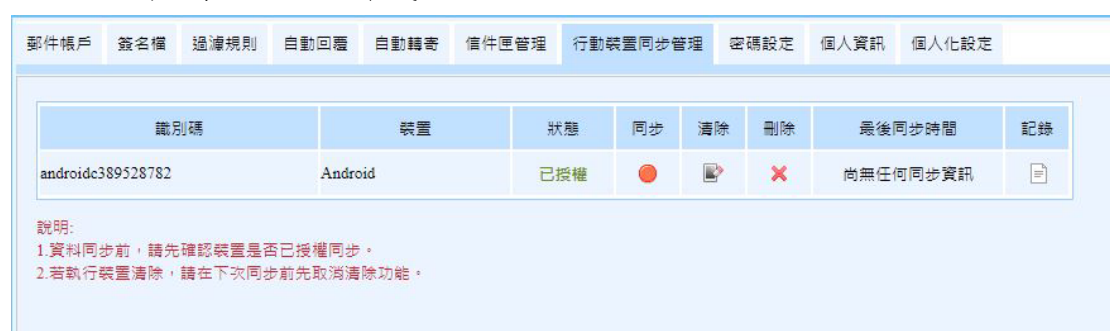 郵件帳戶 簽名檔 過濾規則 自動回覆 自動轉寄 信件匣管理 行動裝置同步管理 密碼設定 個人資訊 個人化設定
識別碼 裝置 狀態 同步 清除 刪除 最後同步時間 記錄
androidc389528782 Android 已授權 尚無任何同步資訊
說明:
1.資料同步前，請先確認裝置是否已授權同步。
2.若執行裝置清除，請在下次同步前先取消清除功能。